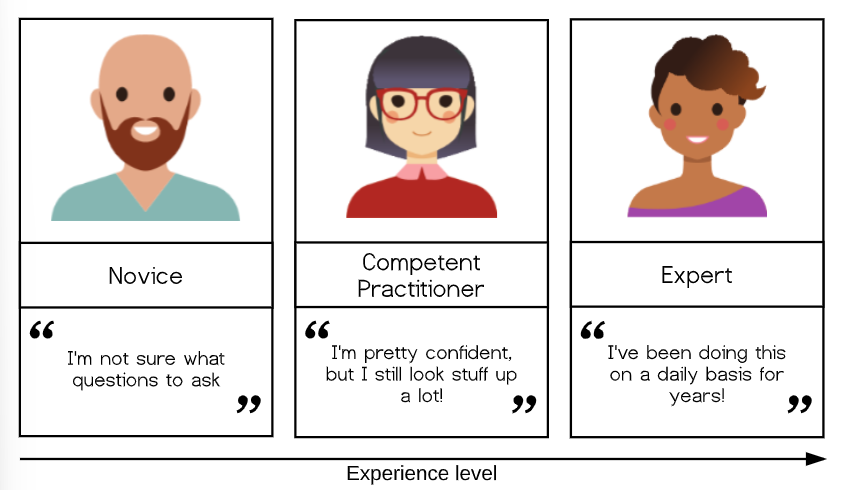 Novice
Competent
Practitioner
Expert
“
I'm not sure what
questions to ask
”
“
I'm pretty confident,
but I still look stuff up
a lot!
”
“
I've been doing this
on a daily basis for
years!
”
Experience level